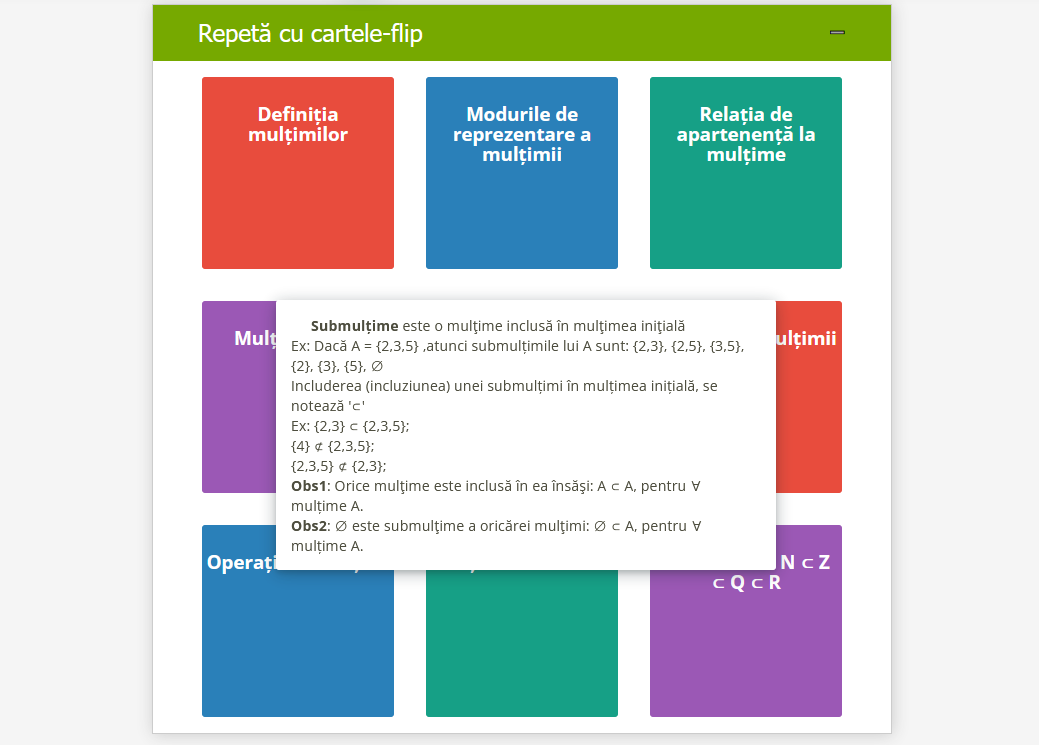 Repetă cu cartele-flip
Definiția
mulțimilor
Modurile de
reprezentare a
mulțimii
Relația de
apartenență la
mulțime
Submulţime este o mulţime inclusă în mulţimea iniţială
Ex: Dacă A = {2,3,5} ,atunci submulțimile lui A sunt: {2,3}, {2,5}, {3,5},
{2}, {3}, {5}, ∅
Includerea (incluziunea) unei submulțimi în mulțimea inițială, se
notează '⊂'
Ex: {2,3} ⊂ {2,3,5};
{4} ⊄ {2,3,5};
{2,3,5} ⊄ {2,3};
Obs1: Orice mulţime este inclusă în ea însăşi: A ⊂ A, pentru ∀
mulțime A.
Obs2: ∅ este submulţime a oricărei mulţimi: ∅ ⊂ A, pentru ∀
mulțime A.
N ⊂ Z
⊂ Q ⊂ R